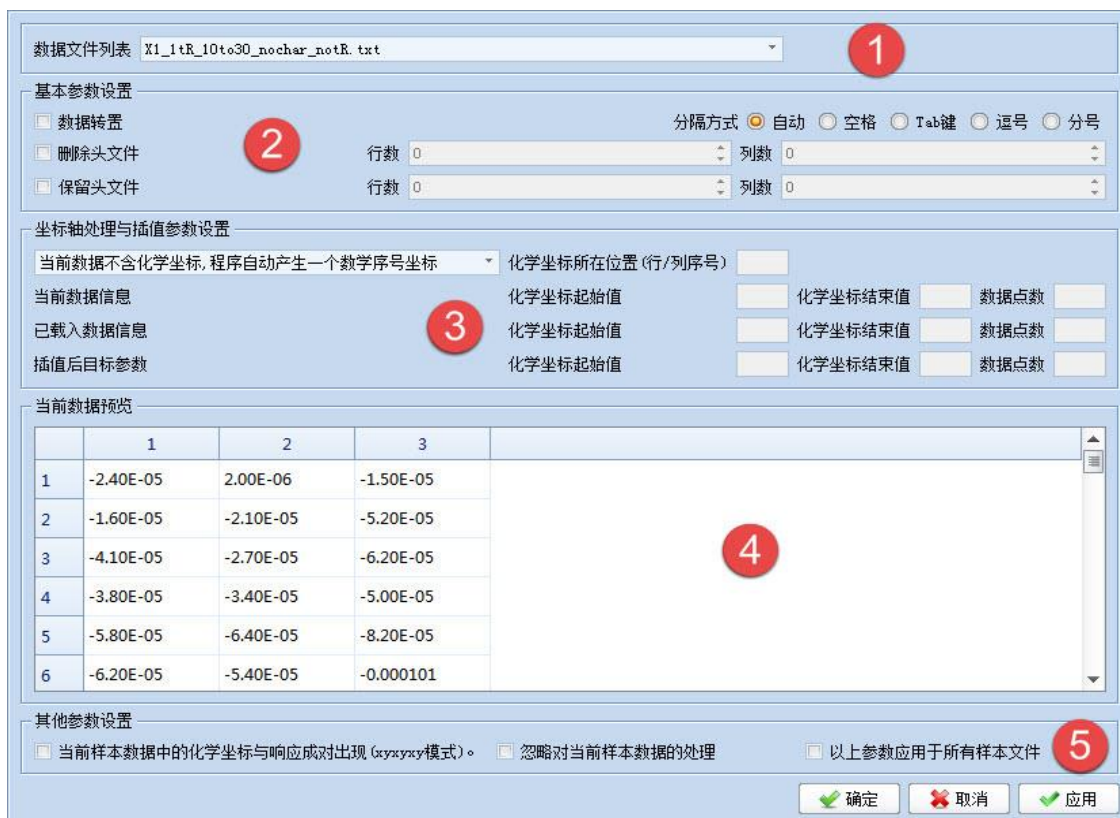 数据文件列表 X1_1tR_10to30_nochar_notR.txt
1
基本参数设置
数据转置 分隔方式 自动 空格 Tab键 逗号 分号
2
删除头文件 行数 0 列数 0
保留头文件 行数 0 列数 0
坐标轴处理与插值参数设置
当前数据不含化学坐标,程序自动产生一个数学序号坐标 化学坐标所在位置(行/列序号)
当前数据信息 化学坐标起始值 化学坐标结束值 数据点数
3
已载入数据信息 化学坐标起始值 化学坐标结束值 数据点数
插值后目标参数 化学坐标起始值 化学坐标结束值 数据点数
当前数据预览
1 2 3
1 -2.40E-05 2.00E-06 -1.50E-05
2 -1.60E-05 -2.10E-05 -5.20E-05
3 -4.10E-05 -2.70E-05 -6.20E-05
4
4 -3.80E-05 -3.40E-05 -5.00E-05
5 -5.80E-05 -6.40E-05 -8.20E-05
6 -6.20E-05 -5.40E-05 -0.000101
其他参数设置
当前样本数据中的化学坐标与响应成对出现(xyxyxy模式)。 忽略对当前样本数据的处理 以上参数应用于所有样本文件
5
确定 取消 应用